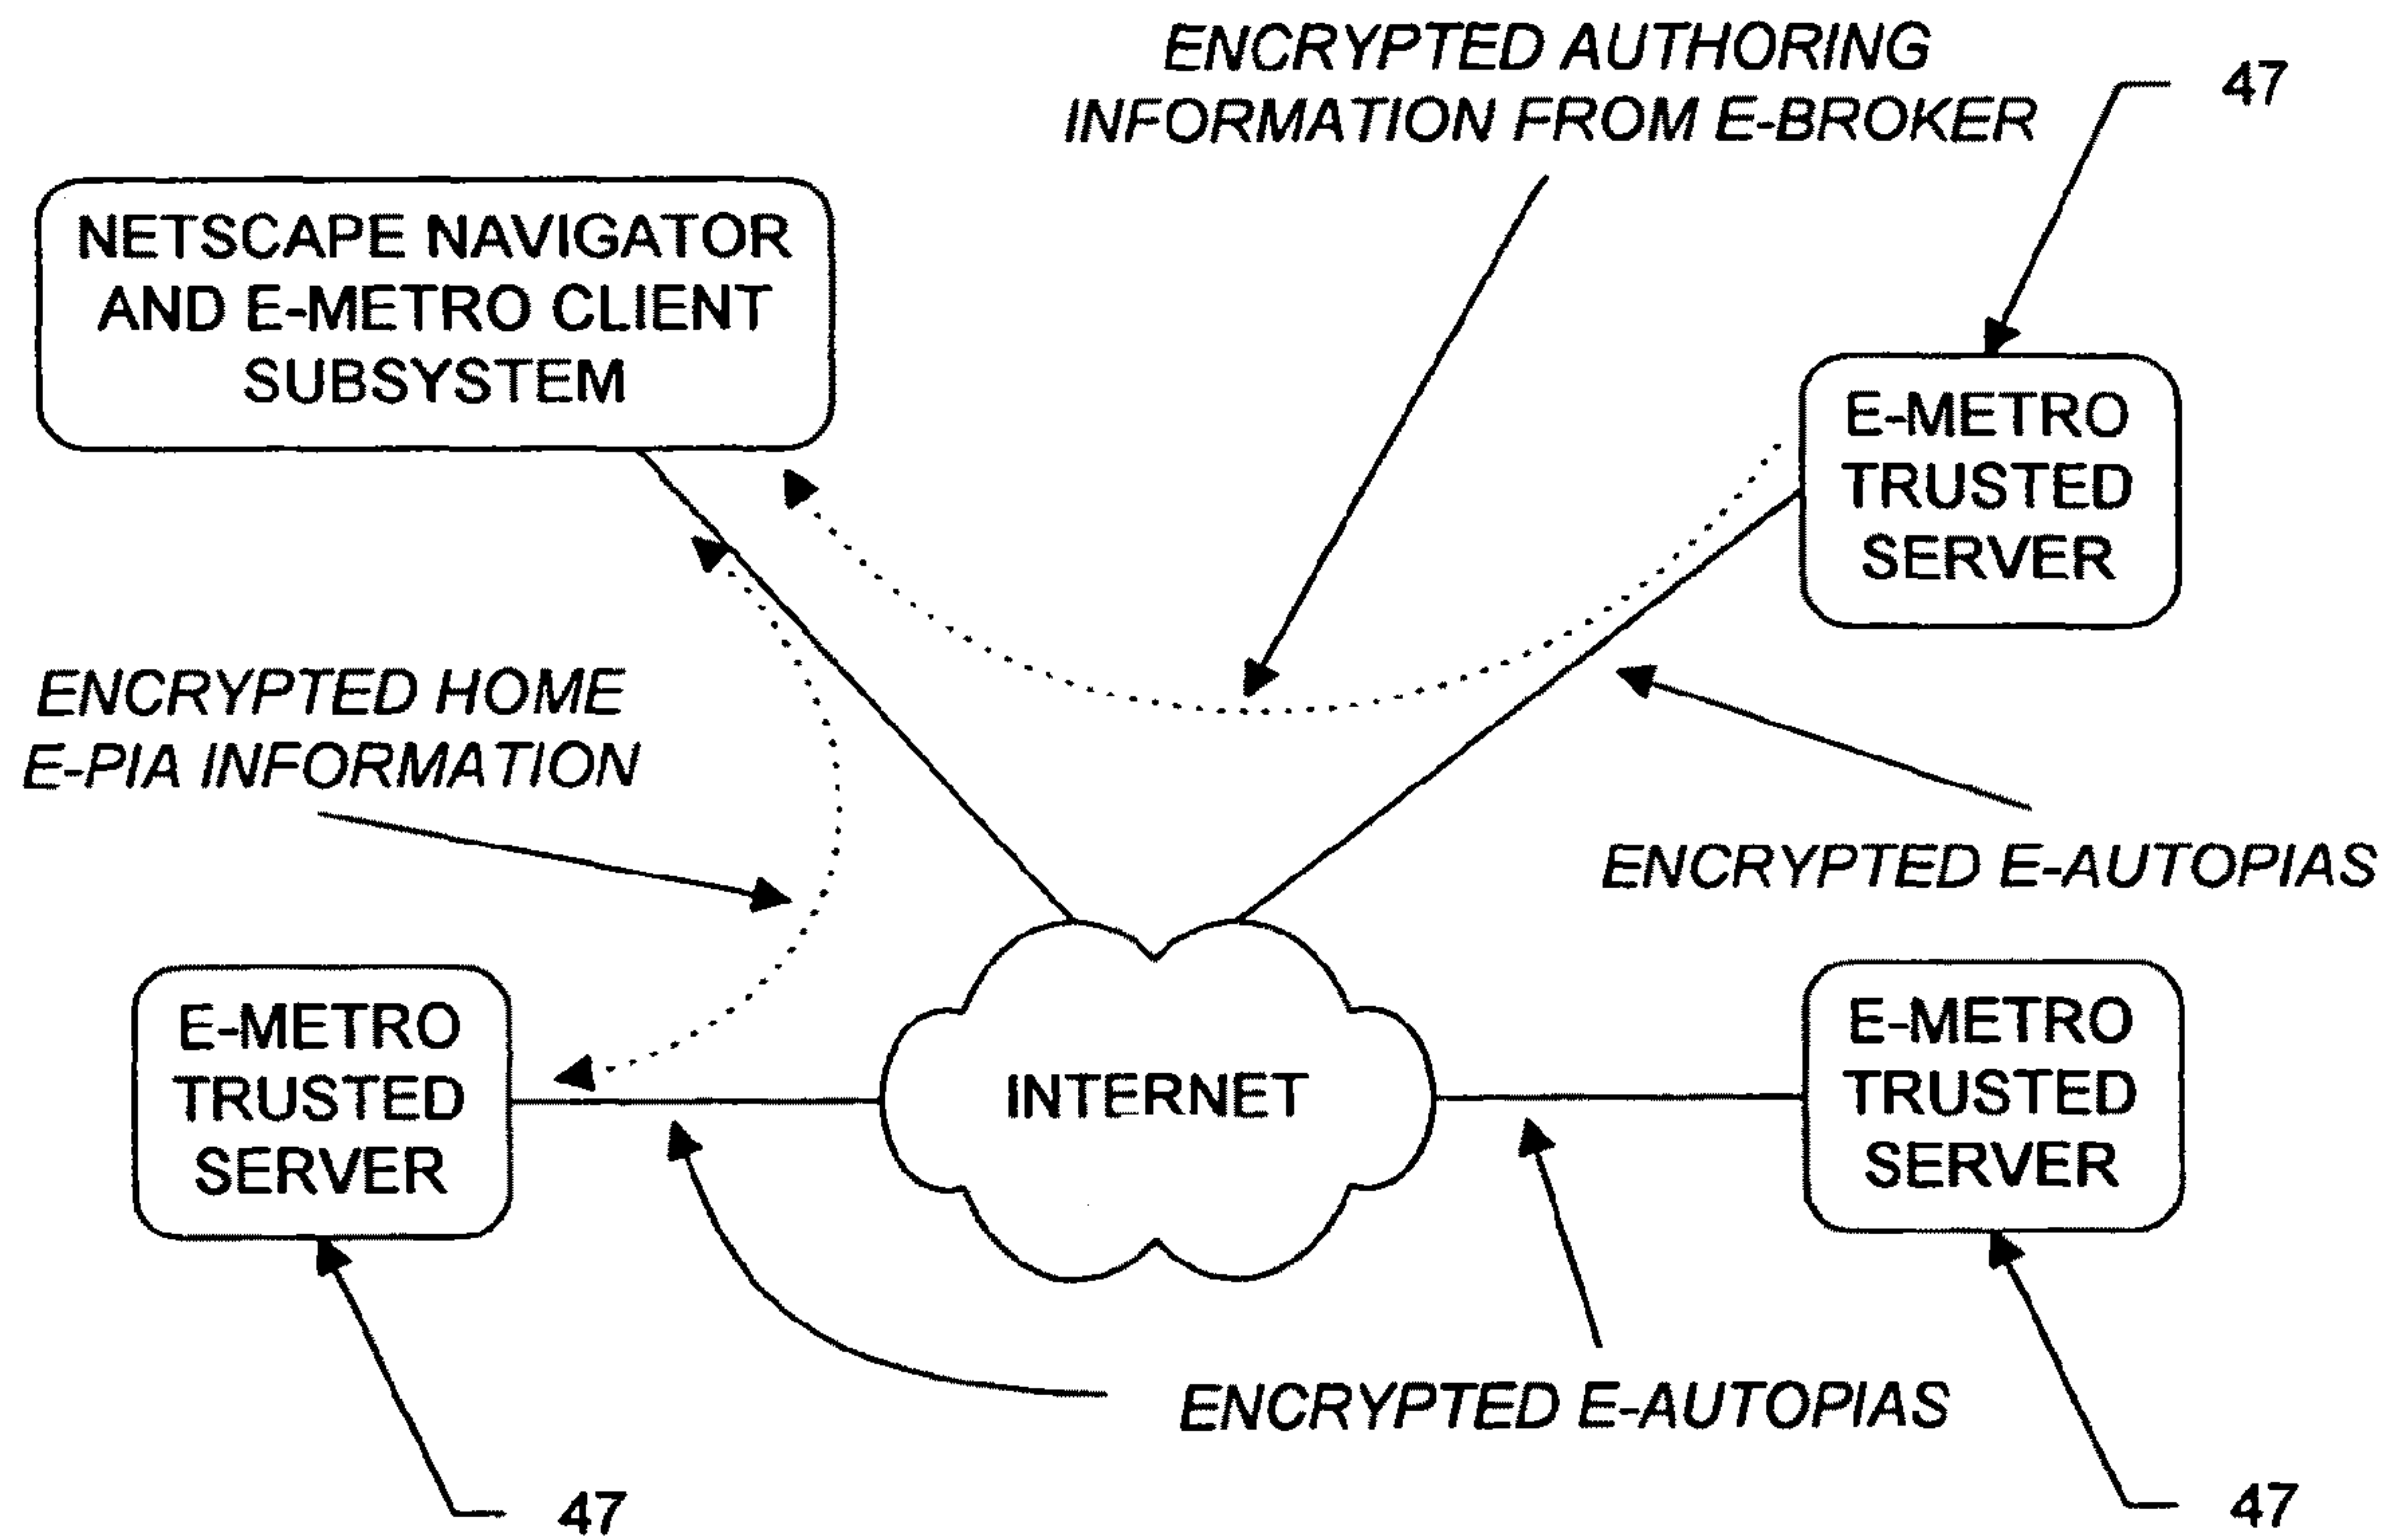 ENCRYPTED AUTHORING
INFORMATION FROM E-BROKER
47
NETSCAPE NAVIGATOR
AND E-METRO CLIENT
SUBSYSTEM
E-METRO
TRUSTED
SERVER
ENCRYPTED HOME
E-PIA INFORMATION
ENCRYPTED E-AUTOPIAS
E-METRO
TRUSTED
SERVER
INTERNET
E-METRO
TRUSTED
SERVER
ENCRYPTED E-AUTOPIAS
47
47